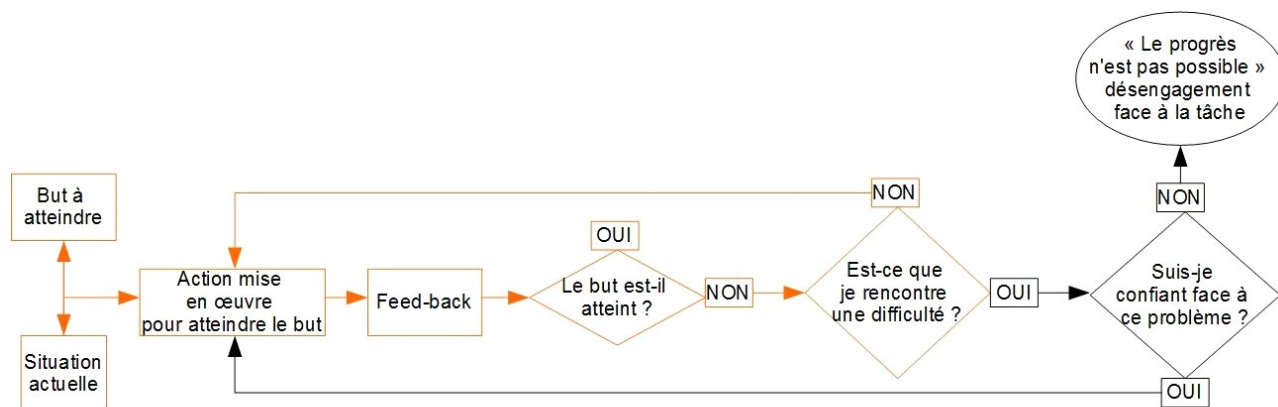 « Le progrès
n'est pas possible »
désengagement
face à la tâche
But à
atteindre
NON
NON
OUI
Action mise
en œuvre
pour atteindre le but
Feed-back
Le but est-il
atteint ?
NON
Est-ce que
je rencontre
une difficulté ?
OUI
Suis-je
confiant face à
ce problème ?
Situation
actuelle
OUI